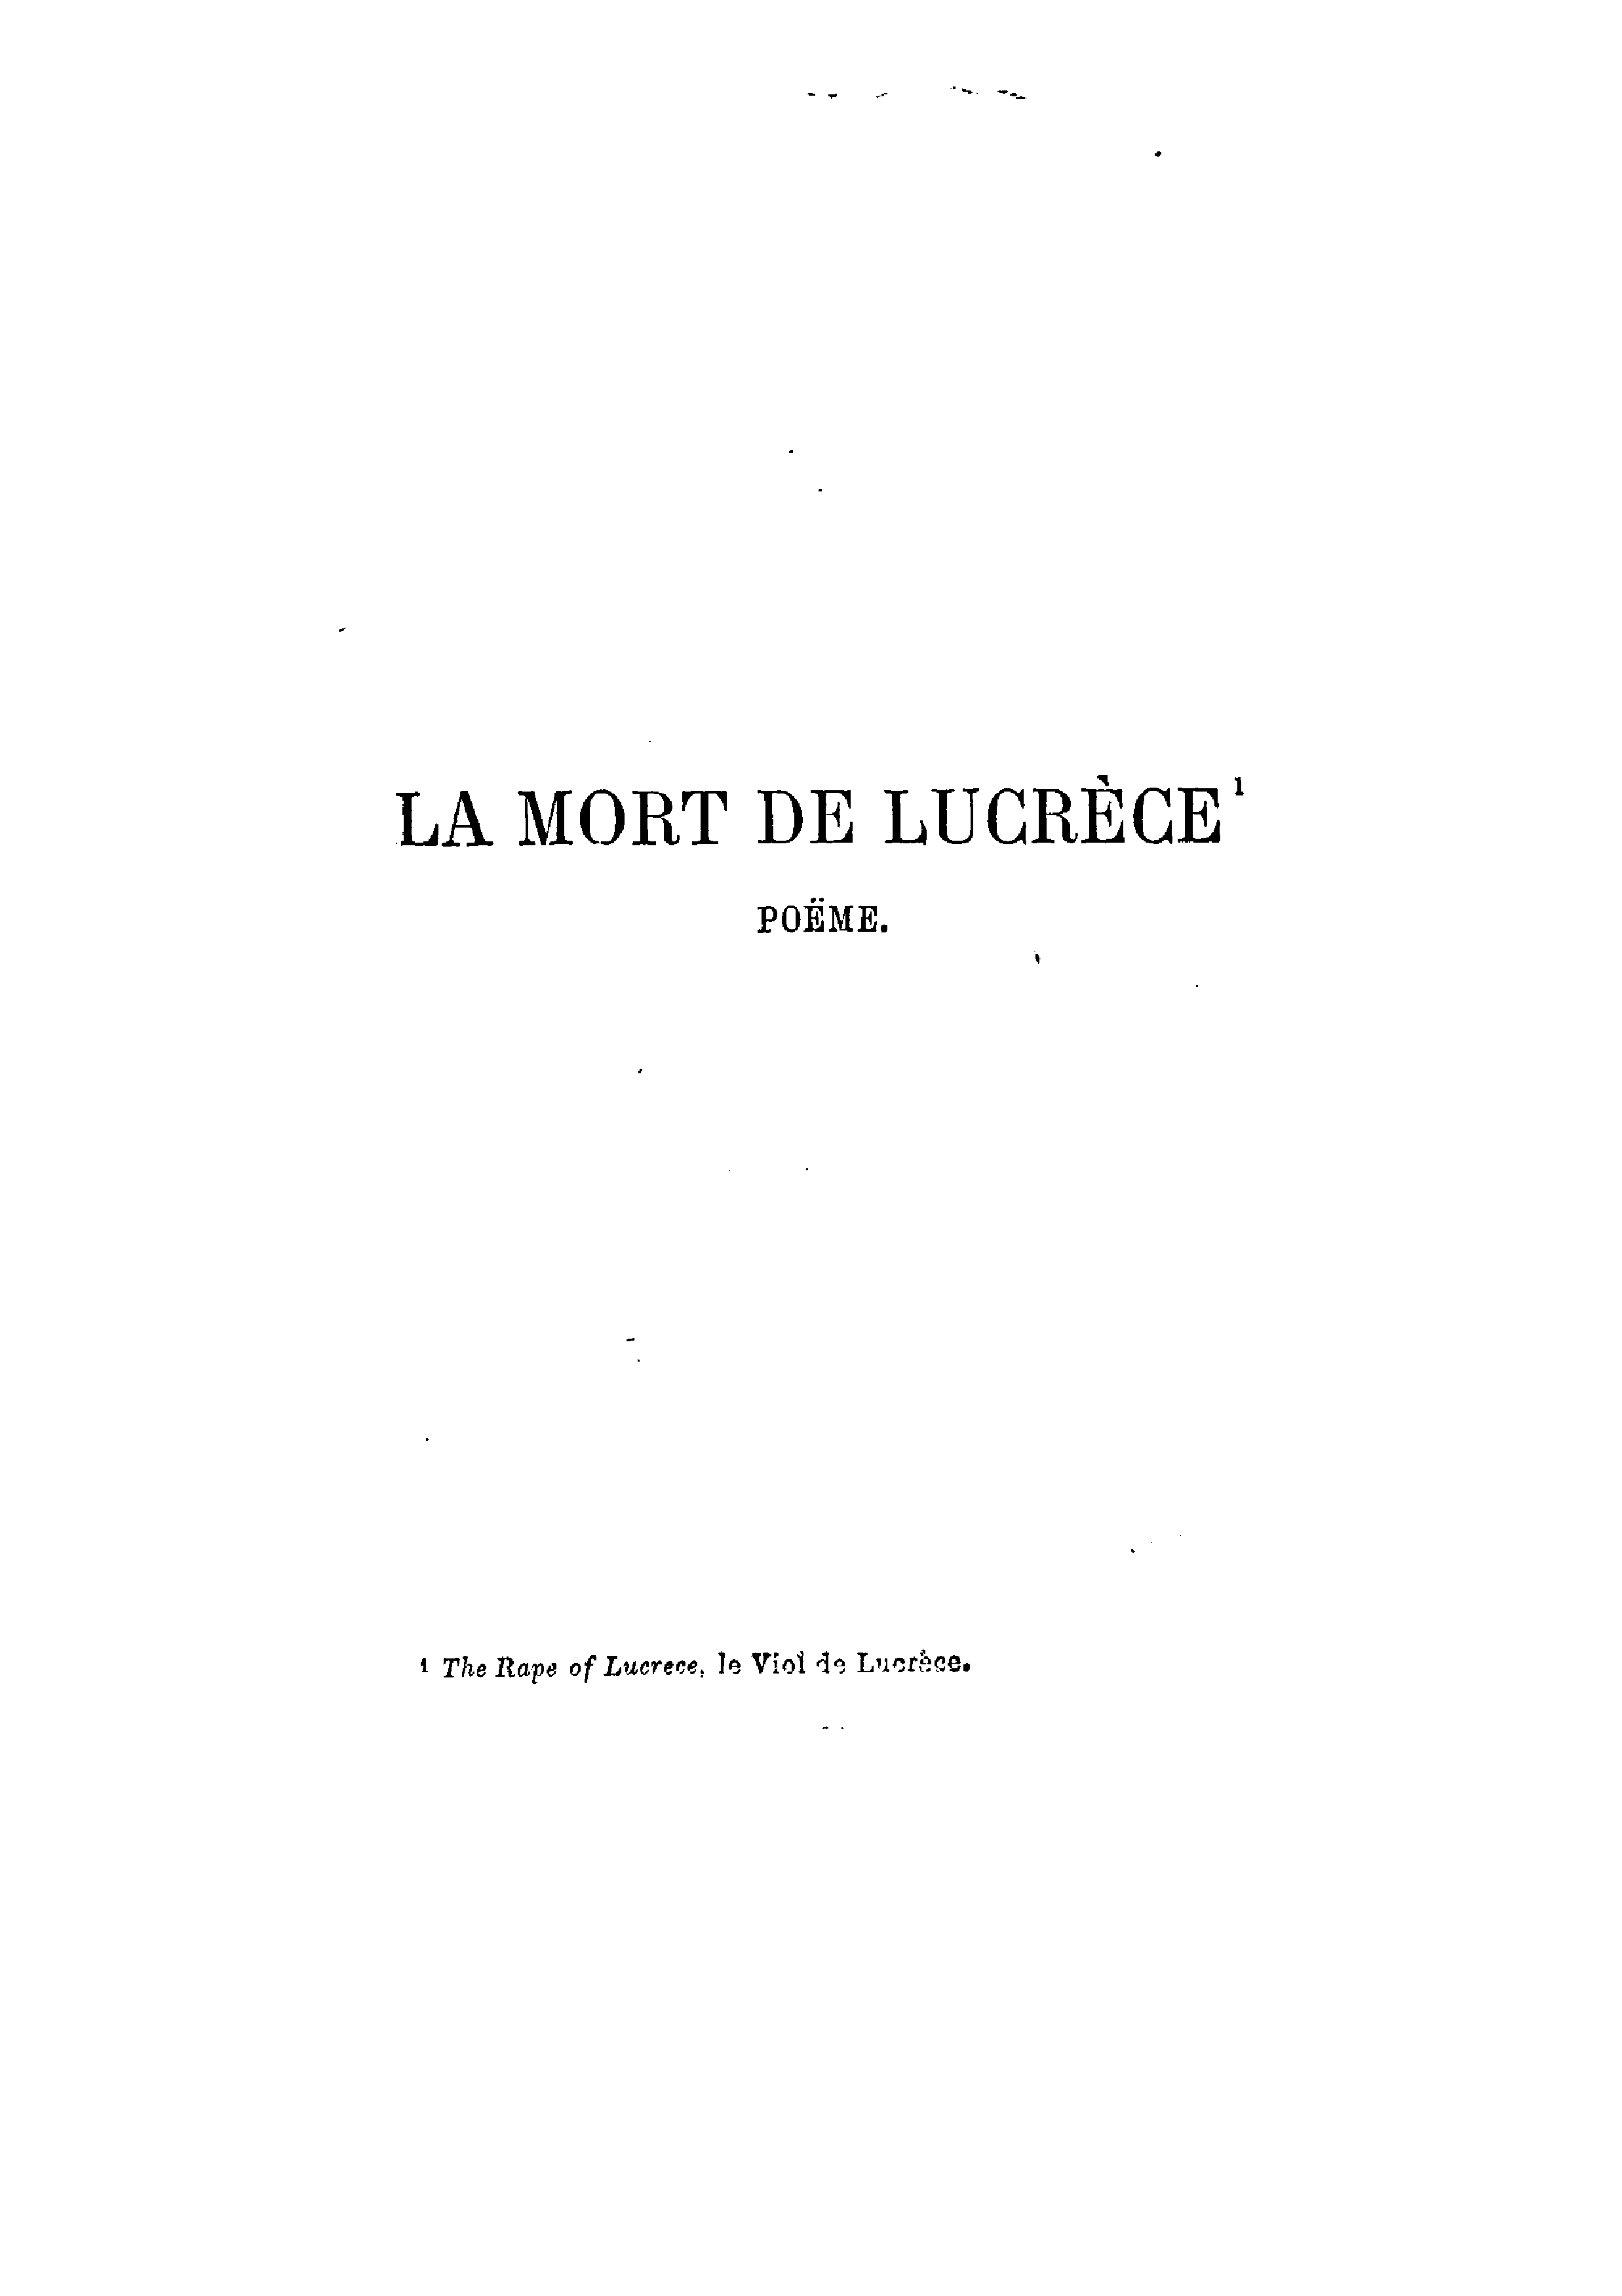 LA MORT DE LUCRÈCE¹
POËME.
¹ The Rape of Lucrece, le Viol de Lucrèce.